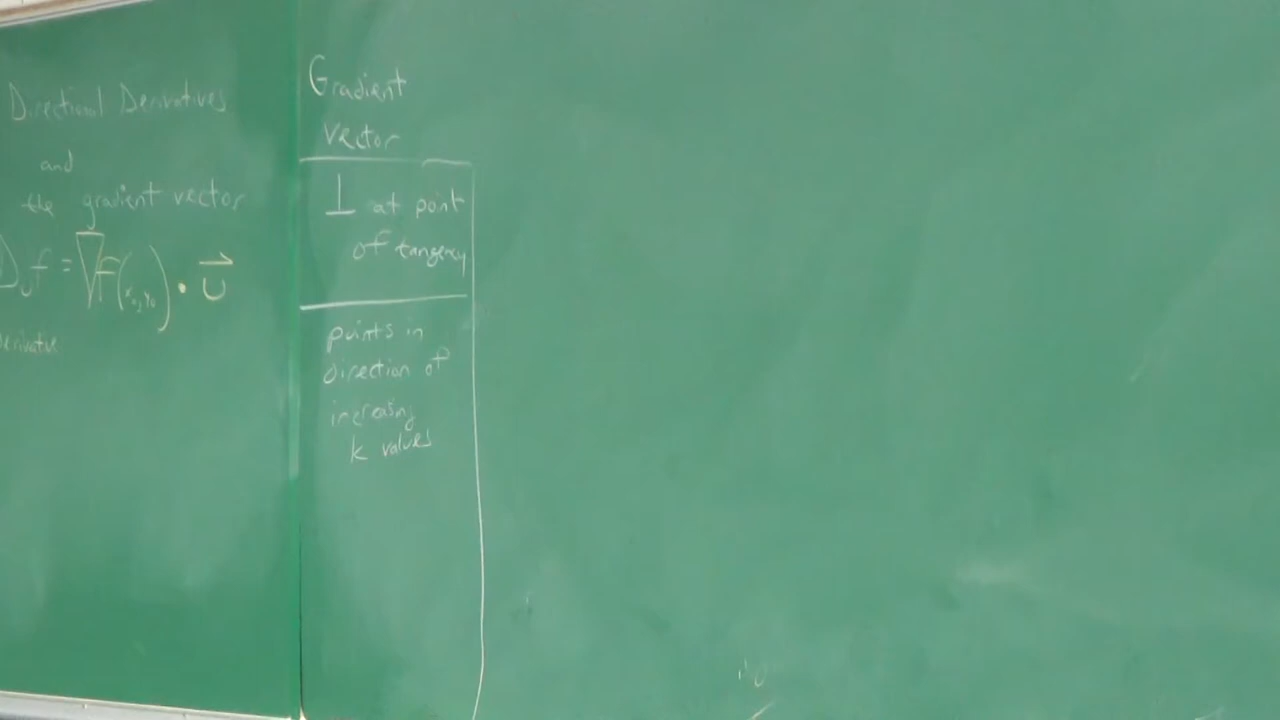 Directional Derivatives
and
the gradient vector
D_u f = ∇f(x₀, y₀) · u⃗
derivative
Gradient
vector
⊥ at point
of tangency
points in
direction of
increasing
k values